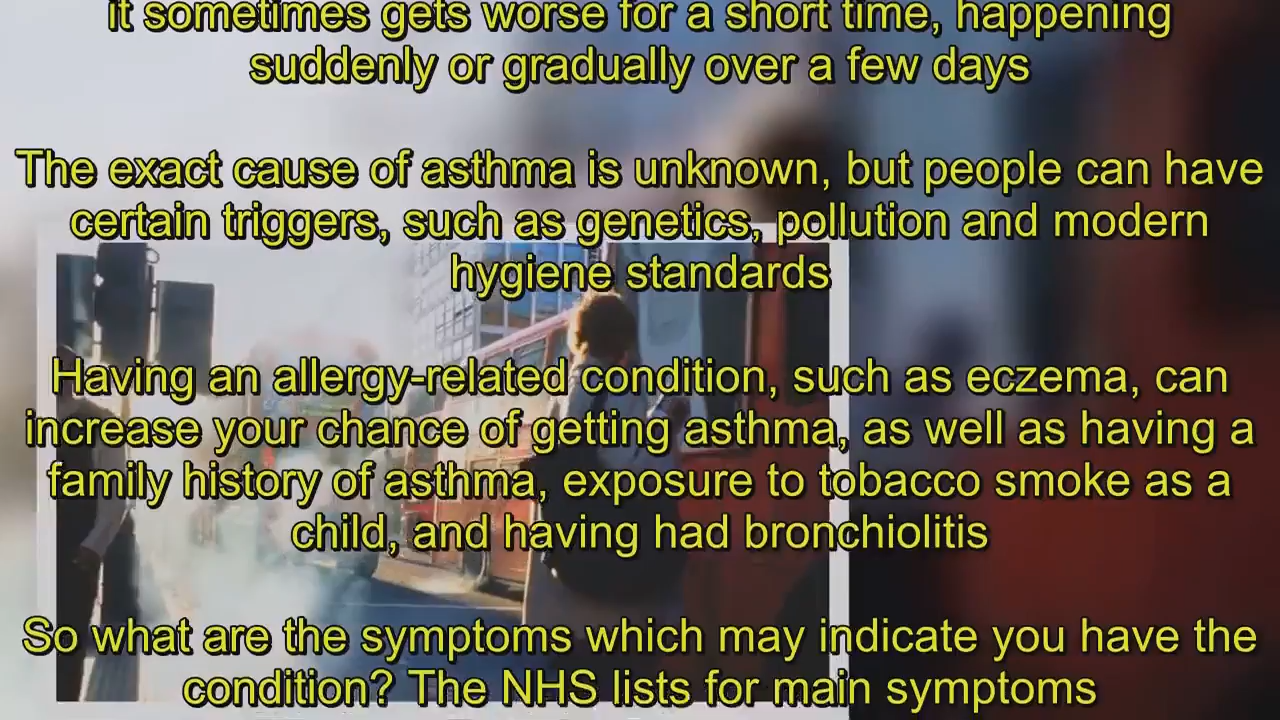 it sometimes gets worse for a short time, happening
suddenly or gradually over a few days
The exact cause of asthma is unknown, but people can have
certain triggers, such as genetics, pollution and modern
hygiene standards
Having an allergy-related condition, such as eczema, can
increase your chance of getting asthma, as well as having a
family history of asthma, exposure to tobacco smoke as a
child, and having had bronchiolitis
So what are the symptoms which may indicate you have the
condition? The NHS lists for main symptoms